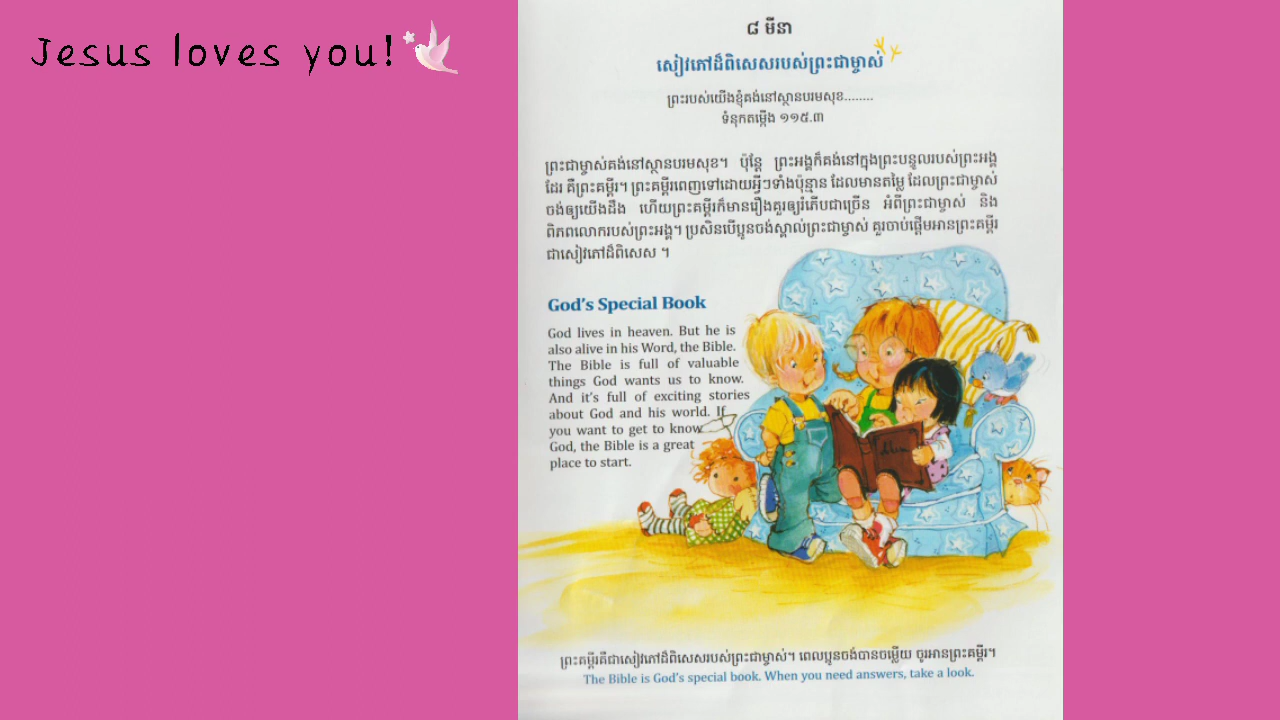 Jesus loves you!
៨ មីនា
សៀវភៅដ៏ពិសេសរបស់ព្រះជាម្ចាស់
ព្រះរបស់យើងខ្ញុំគង់នៅស្ថានបរមសុខ........
ទំនុកតម្កើង ១១៥.៣
ព្រះជាម្ចាស់គង់នៅស្ថានបរមសុខ។ ប៉ុន្តែ ព្រះអង្គក៏គង់នៅក្នុងព្រះបន្ទូលរបស់ព្រះអង្គ
ដែរ គឺព្រះគម្ពីរ។ ព្រះគម្ពីរពេញទៅដោយអ្វីៗទាំងប៉ុន្មាន ដែលមានតម្លៃ ដែលព្រះជាម្ចាស់
ចង់ឲ្យយើងដឹង ហើយព្រះគម្ពីរក៏មានរឿងគួរឲ្យរំភើបជាច្រើន អំពីព្រះជាម្ចាស់ និង
ពិភពលោករបស់ព្រះអង្គ។ ប្រសិនបើប្អូនចង់ស្គាល់ព្រះជាម្ចាស់ គួរចាប់ផ្តើមអានព្រះគម្ពីរ
ជាសៀវភៅដ៏ពិសេស ។
God's Special Book
God lives in heaven. But he is
also alive in his Word, the Bible.
The Bible is full of valuable
things God wants us to know.
And it's full of exciting stories
about God and his world. If
you want to get to know
God, the Bible is a great
place to start.
ព្រះគម្ពីរគឺជាសៀវភៅដ៏ពិសេសរបស់ព្រះជាម្ចាស់។ ពេលប្អូនចង់បានចម្លើយ ចូរអានព្រះគម្ពីរ។
The Bible is God's special book. When you need answers, take a look.